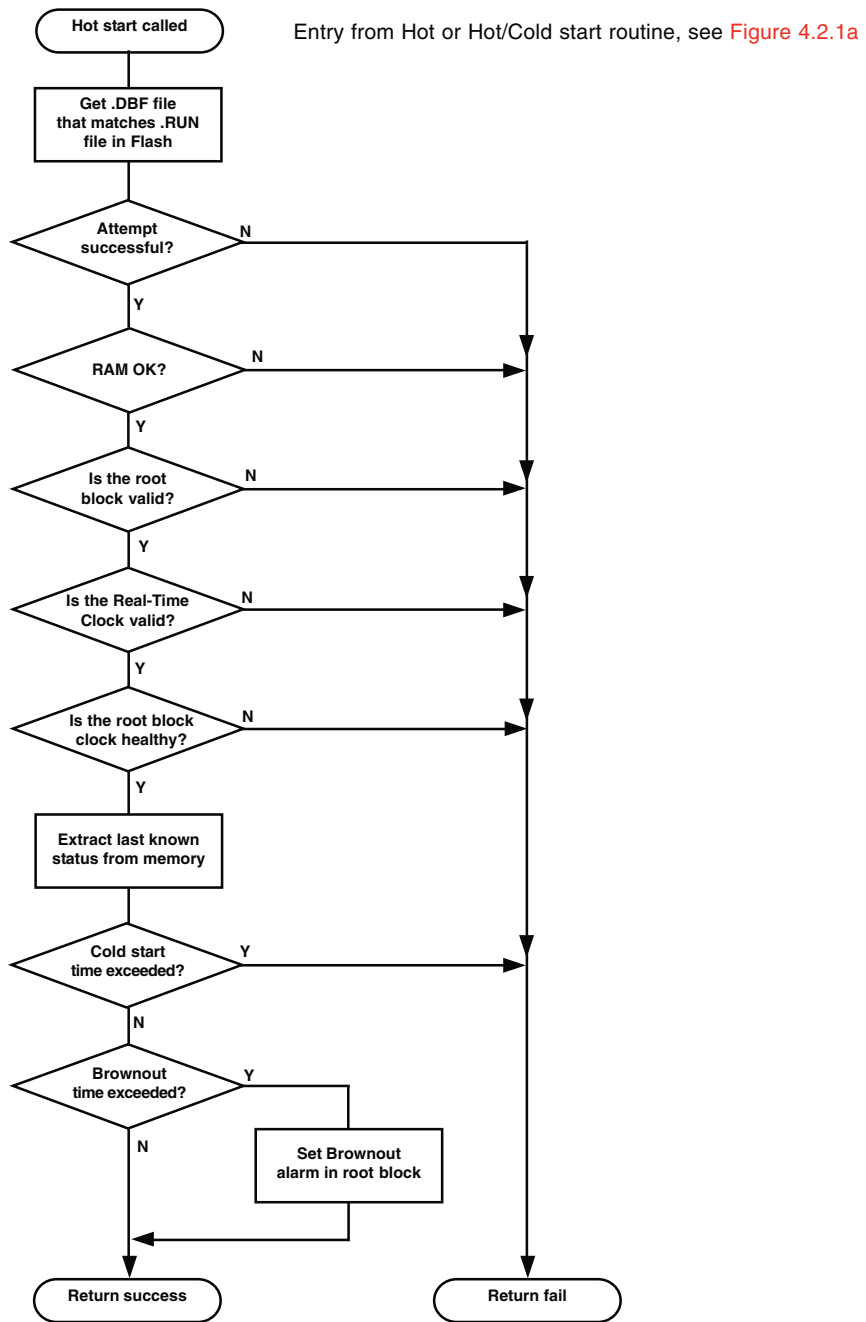 Hot start called
Entry from Hot or Hot/Cold start routine, see Figure 4.2.1a
Get .DBF file
that matches .RUN
file in Flash
Attempt
successful?
N
Y
RAM OK?
N
Y
Is the root
block valid?
N
Y
Is the Real-Time
Clock valid?
N
Y
Is the root block
clock healthy?
N
Y
Extract last known
status from memory
Cold start
time exceeded?
Y
N
Brownout
time exceeded?
Y
N
Set Brownout
alarm in root block
Return success
Return fail